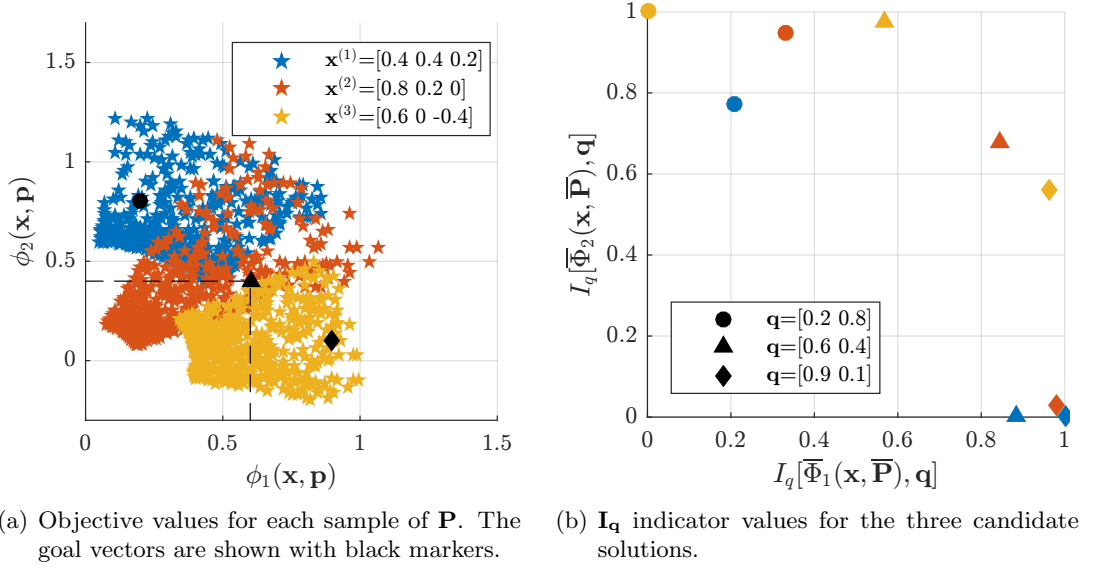 1.5
1
0.5
0
0
0.5
1
1.5
ϕ₂(x, p)
ϕ₁(x, p)
x⁽¹⁾=[0.4 0.4 0.2]
x⁽²⁾=[0.8 0.2 0]
x⁽³⁾=[0.6 0 -0.4]
1
0.8
0.6
0.4
0.2
0
0
0.2
0.4
0.6
0.8
1
I_q[Φ̅₂(x, P̅), q]
I_q[Φ̅₁(x, P̅), q]
q=[0.2 0.8]
q=[0.6 0.4]
q=[0.9 0.1]
a) Objective values for each sample of P. The
goal vectors are shown with black markers.
(b) I_q indicator values for the three candidate
solutions.